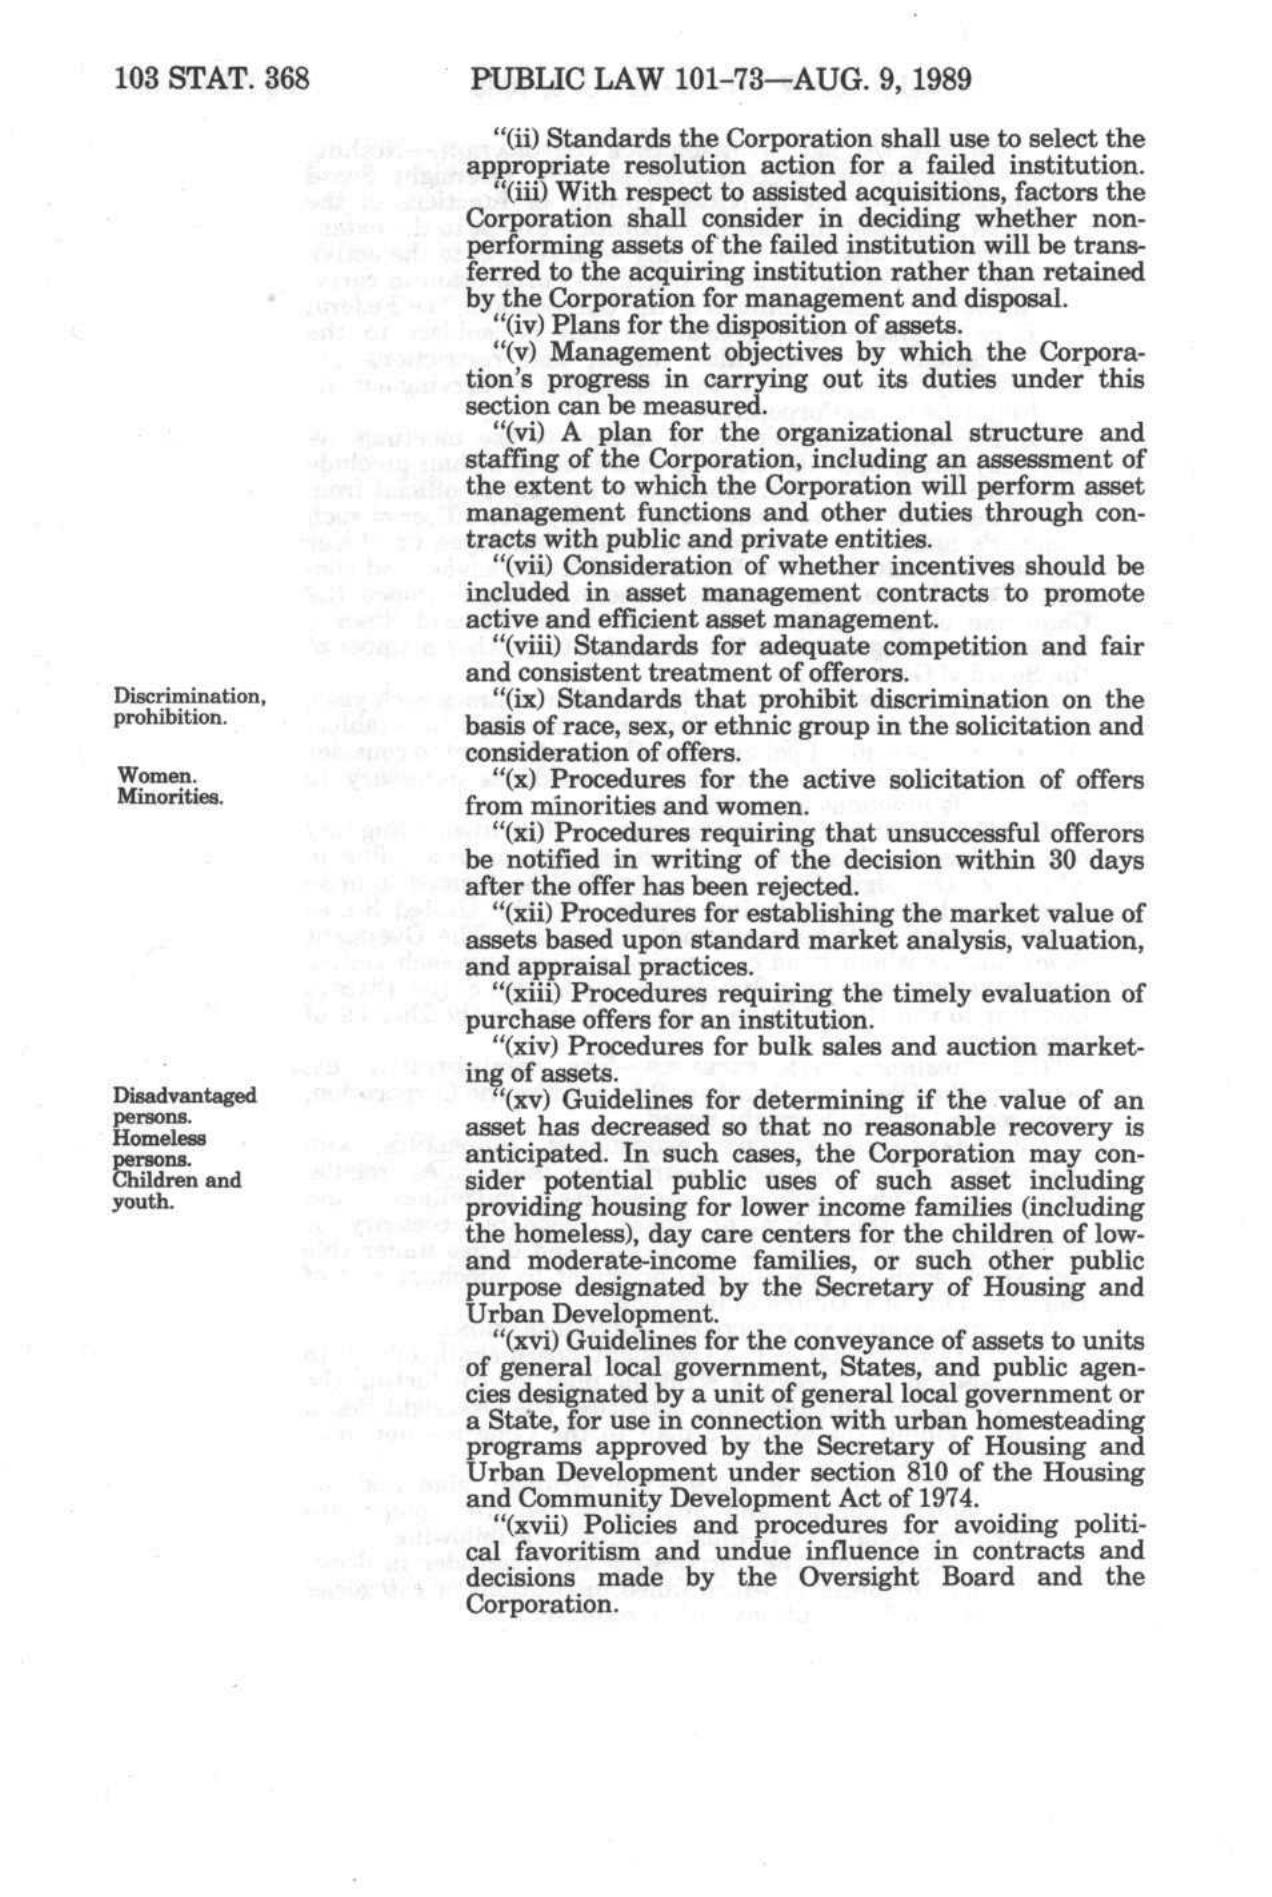 103 STAT. 368
PUBLIC LAW 101-73—AUG. 9, 1989
“(ii) Standards the Corporation shall use to select the
appropriate resolution action for a failed institution.
“(iii) With respect to assisted acquisitions, factors the
Corporation shall consider in deciding whether non-
performing assets of the failed institution will be trans-
ferred to the acquiring institution rather than retained
by the Corporation for management and disposal.
“(iv) Plans for the disposition of assets.
“(v) Management objectives by which the Corpora-
tion’s progress in carrying out its duties under this
section can be measured.
“(vi) A plan for the organizational structure and
staffing of the Corporation, including an assessment of
the extent to which the Corporation will perform asset
management functions and other duties through con-
tracts with public and private entities.
“(vii) Consideration of whether incentives should be
included in asset management contracts to promote
active and efficient asset management.
“(viii) Standards for adequate competition and fair
and consistent treatment of offerors.
Discrimination,
prohibition.
“(ix) Standards that prohibit discrimination on the
basis of race, sex, or ethnic group in the solicitation and
consideration of offers.
Women.
Minorities.
“(x) Procedures for the active solicitation of offers
from minorities and women.
“(xi) Procedures requiring that unsuccessful offerors
be notified in writing of the decision within 30 days
after the offer has been rejected.
“(xii) Procedures for establishing the market value of
assets based upon standard market analysis, valuation,
and appraisal practices.
“(xiii) Procedures requiring the timely evaluation of
purchase offers for an institution.
“(xiv) Procedures for bulk sales and auction market-
ing of assets.
Disadvantaged
persons.
Homeless
persons.
Children and
youth.
“(xv) Guidelines for determining if the value of an
asset has decreased so that no reasonable recovery is
anticipated. In such cases, the Corporation may con-
sider potential public uses of such asset including
providing housing for lower income families (including
the homeless), day care centers for the children of low-
and moderate-income families, or such other public
purpose designated by the Secretary of Housing and
Urban Development.
“(xvi) Guidelines for the conveyance of assets to units
of general local government, States, and public agen-
cies designated by a unit of general local government or
a State, for use in connection with urban homesteading
programs approved by the Secretary of Housing and
Urban Development under section 810 of the Housing
and Community Development Act of 1974.
“(xvii) Policies and procedures for avoiding politi-
cal favoritism and undue influence in contracts and
decisions made by the Oversight Board and the
Corporation.